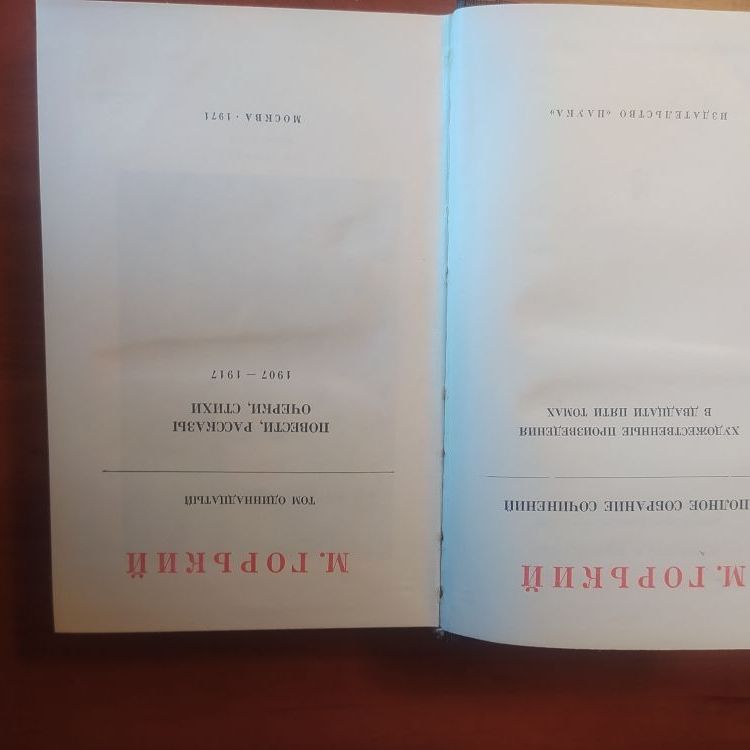 М. ГОРЬКИЙ
ПОЛНОЕ СОБРАНИЕ СОЧИНЕНИЙ
ХУДОЖЕСТВЕННЫЕ ПРОИЗВЕДЕНИЯ
В ДВАДЦАТИ ПЯТИ ТОМАХ
ИЗДАТЕЛЬСТВО «НАУКА»
М. ГОРЬКИЙ
ТОМ ОДИННАДЦАТЫЙ
ПОВЕСТИ, РАССКАЗЫ
ОЧЕРКИ, СТИХИ
1907 — 1917
МОСКВА · 1971